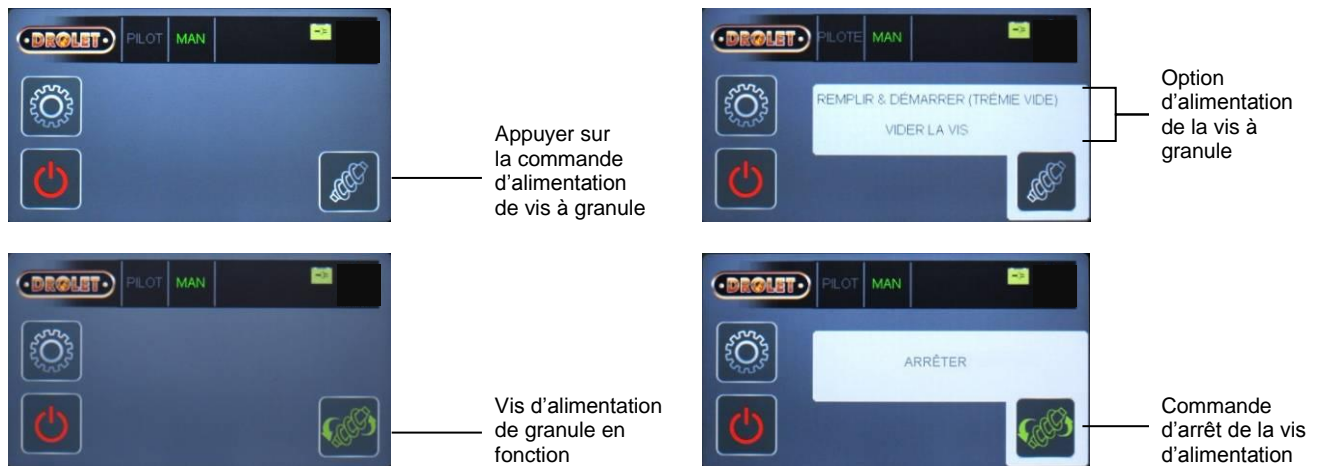 DROLET PILOT MAN
Appuyer sur
la commande
d'alimentation
de vis à granule
DROLET PILOTE MAN
REMPLIR & DÉMARRER (TRÉMIE VIDE)
VIDER LA VIS
Option
d'alimentation
de la vis à
granule
DROLET PILOT MAN
Vis d'alimentation
de granule en
fonction
DROLET PILOT MAN
ARRÊTER
Commande
d'arrêt de la vis
d'alimentation